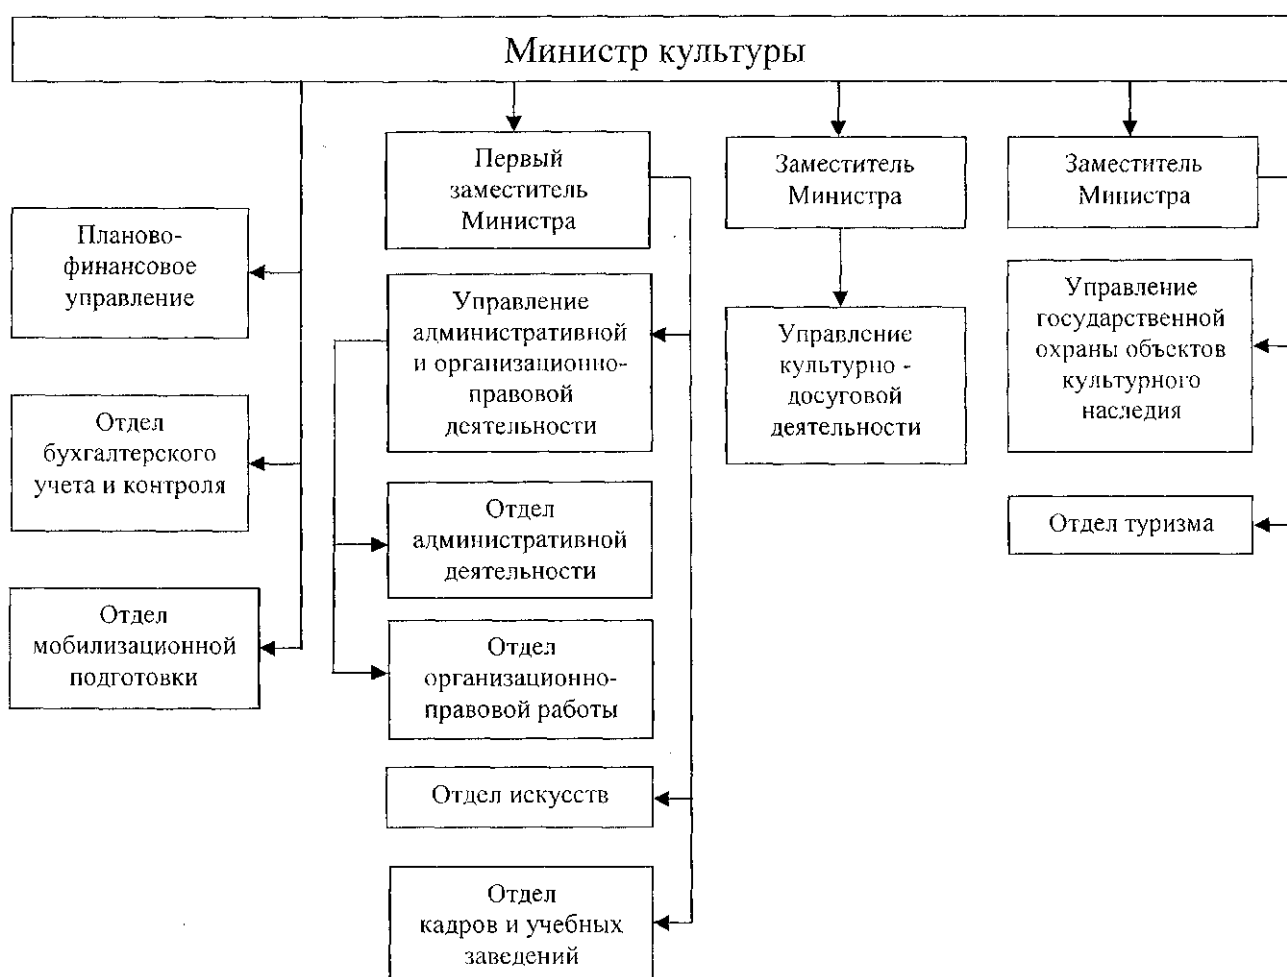 Министр культуры
Первый
заместитель
Министра
Заместитель
Министра
Заместитель
Министра
Планово-
финансовое
управление
Управление
административной
и организационно-
правовой
деятельности
Управление
культурно -
досуговой
деятельности
Управление
государственной
охраны объектов
культурного
наследия
Отдел
бухгалтерского
учета и контроля
Отдел
административной
деятельности
Отдел туризма
Отдел
мобилизационной
подготовки
Отдел
организационно-
правовой работы
Отдел искусств
Отдел
кадров и учебных
заведений